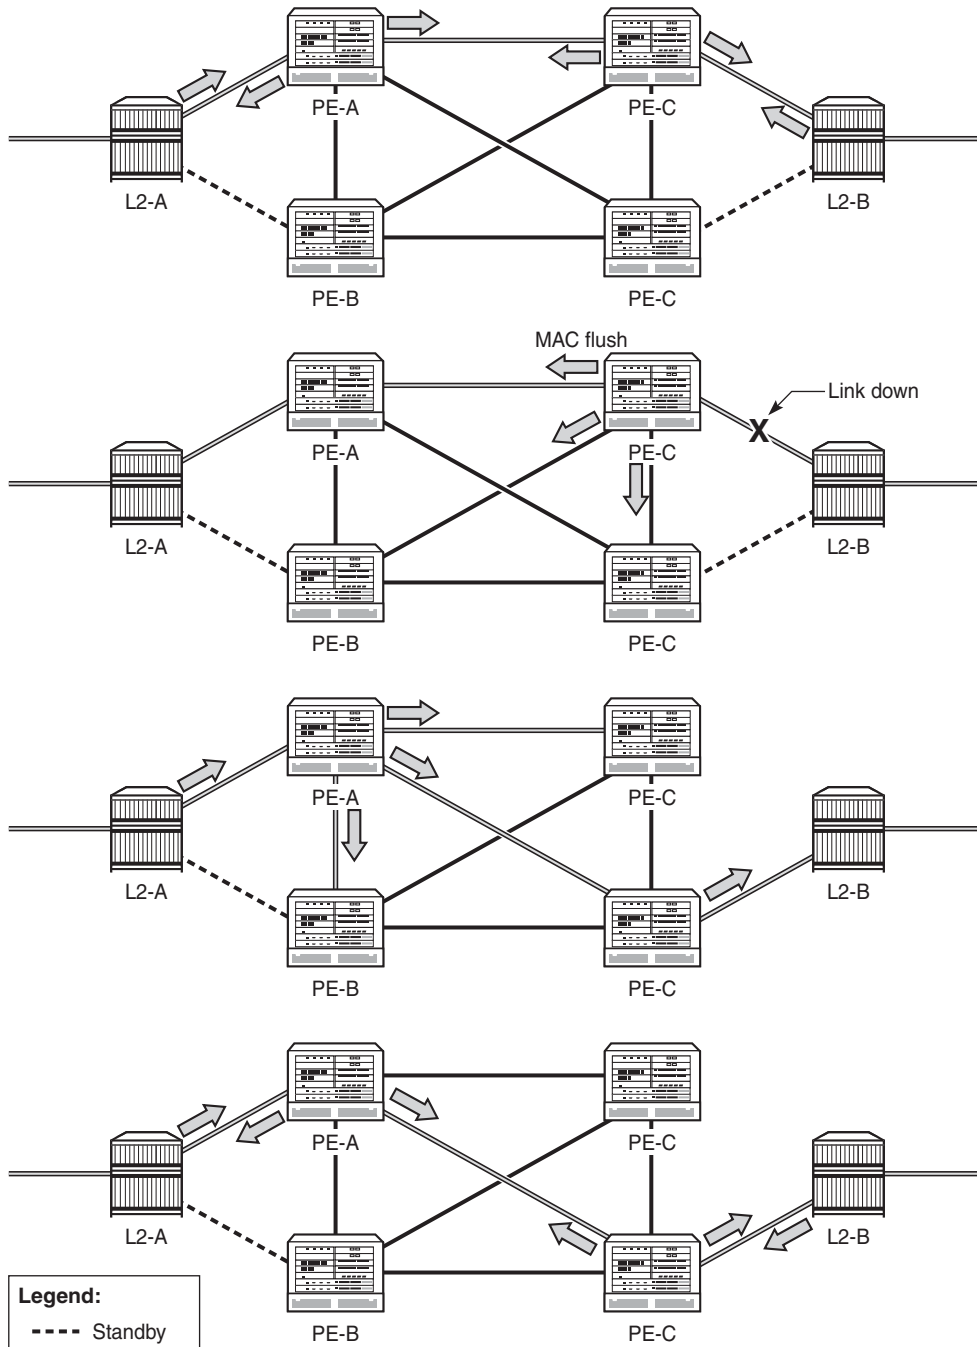 PE-A
PE-C
L2-A
L2-B
PE-B
PE-C
MAC flush
Link down
PE-A
PE-C
X
L2-A
L2-B
PE-B
PE-C
PE-A
PE-C
L2-A
L2-B
PE-B
PE-C
PE-A
PE-C
L2-A
L2-B
Legend:
Standby
PE-B
PE-C